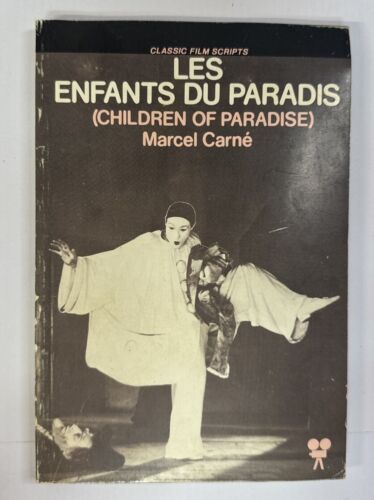 CLASSIC FILM SCRIPTS
LES
ENFANTS DU PARADIS
(CHILDREN OF PARADISE)
Marcel Carné